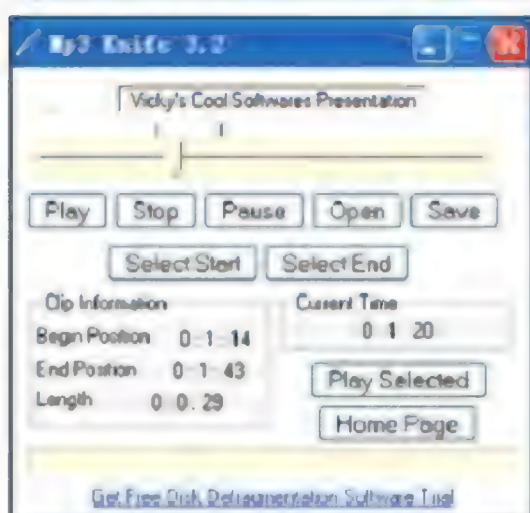 Mp3 Knife 3.2
Vicky's Cool Softwares Presentation
Play Stop Pause Open Save
Select Start Select End
Clip Information
Begin Position 0 1 14
End Position 0 1 43
Length 0 0. 29
Current Time
0 1 20
Play Selected
Home Page
Get Free Disk Defragmentation Software Trial